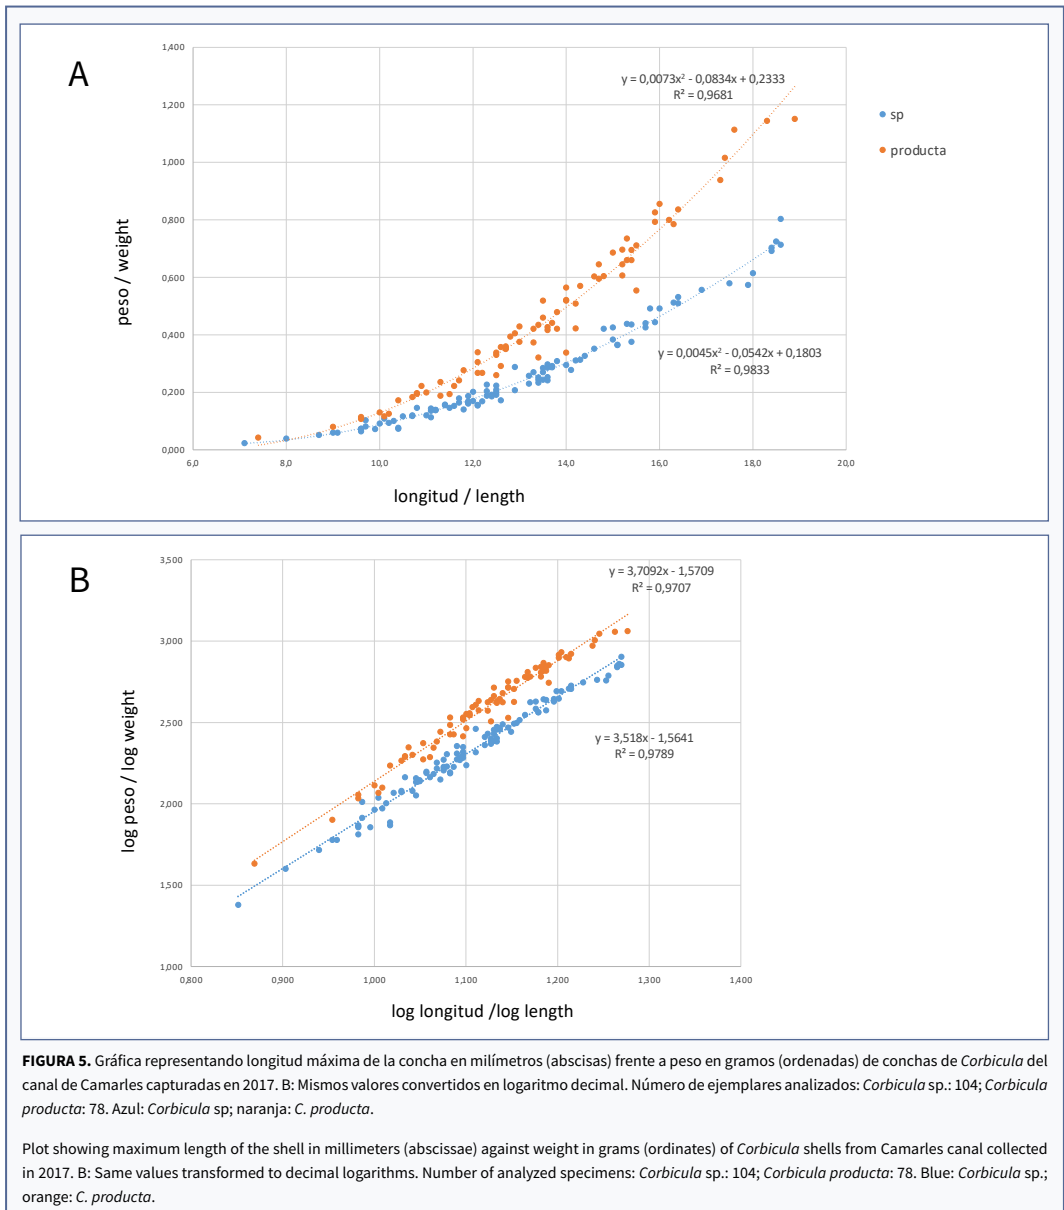 A
1,400
1,200
1,000
0,800
0,600
0,400
0,200
0,000
6,0 8,0 10,0 12,0 14,0 16,0 18,0 20,0
peso / weight
longitud / length
y = 0,0073x² - 0,0834x + 0,2333
R² = 0,9681
y = 0,0045x² - 0,0542x + 0,1803
R² = 0,9833
sp
producta
B
3,500
3,000
2,500
2,000
1,500
1,000
0,800 0,900 1,000 1,100 1,200 1,300 1,400
log peso / log weight
log longitud /log length
y = 3,7092x - 1,5709
R² = 0,9707
y = 3,518x - 1,5641
R² = 0,9789
FIGURA 5. Gráfica representando longitud máxima de la concha en milímetros (abscisas) frente a peso en gramos (ordenadas) de conchas de Corbicula del
canal de Camarles capturadas en 2017. B: Mismos valores convertidos en logaritmo decimal. Número de ejemplares analizados: Corbicula sp.: 104; Corbicula
producta: 78. Azul: Corbicula sp; naranja: C. producta.
Plot showing maximum length of the shell in millimeters (abscissae) against weight in grams (ordinates) of Corbicula shells from Camarles canal collected
in 2017. B: Same values transformed to decimal logarithms. Number of analyzed specimens: Corbicula sp.: 104; Corbicula producta: 78. Blue: Corbicula sp.;
orange: C. producta.